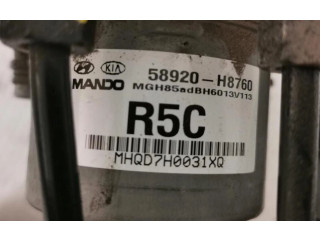 KIA
MANDO
58920-H8760
MGH85adBH6013V113
R5C
MHQD7H0031XQ